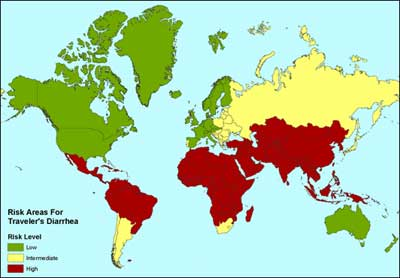 Risk Areas For
Traveler's Diarrhea
Risk Level
Low
Intermediate
High